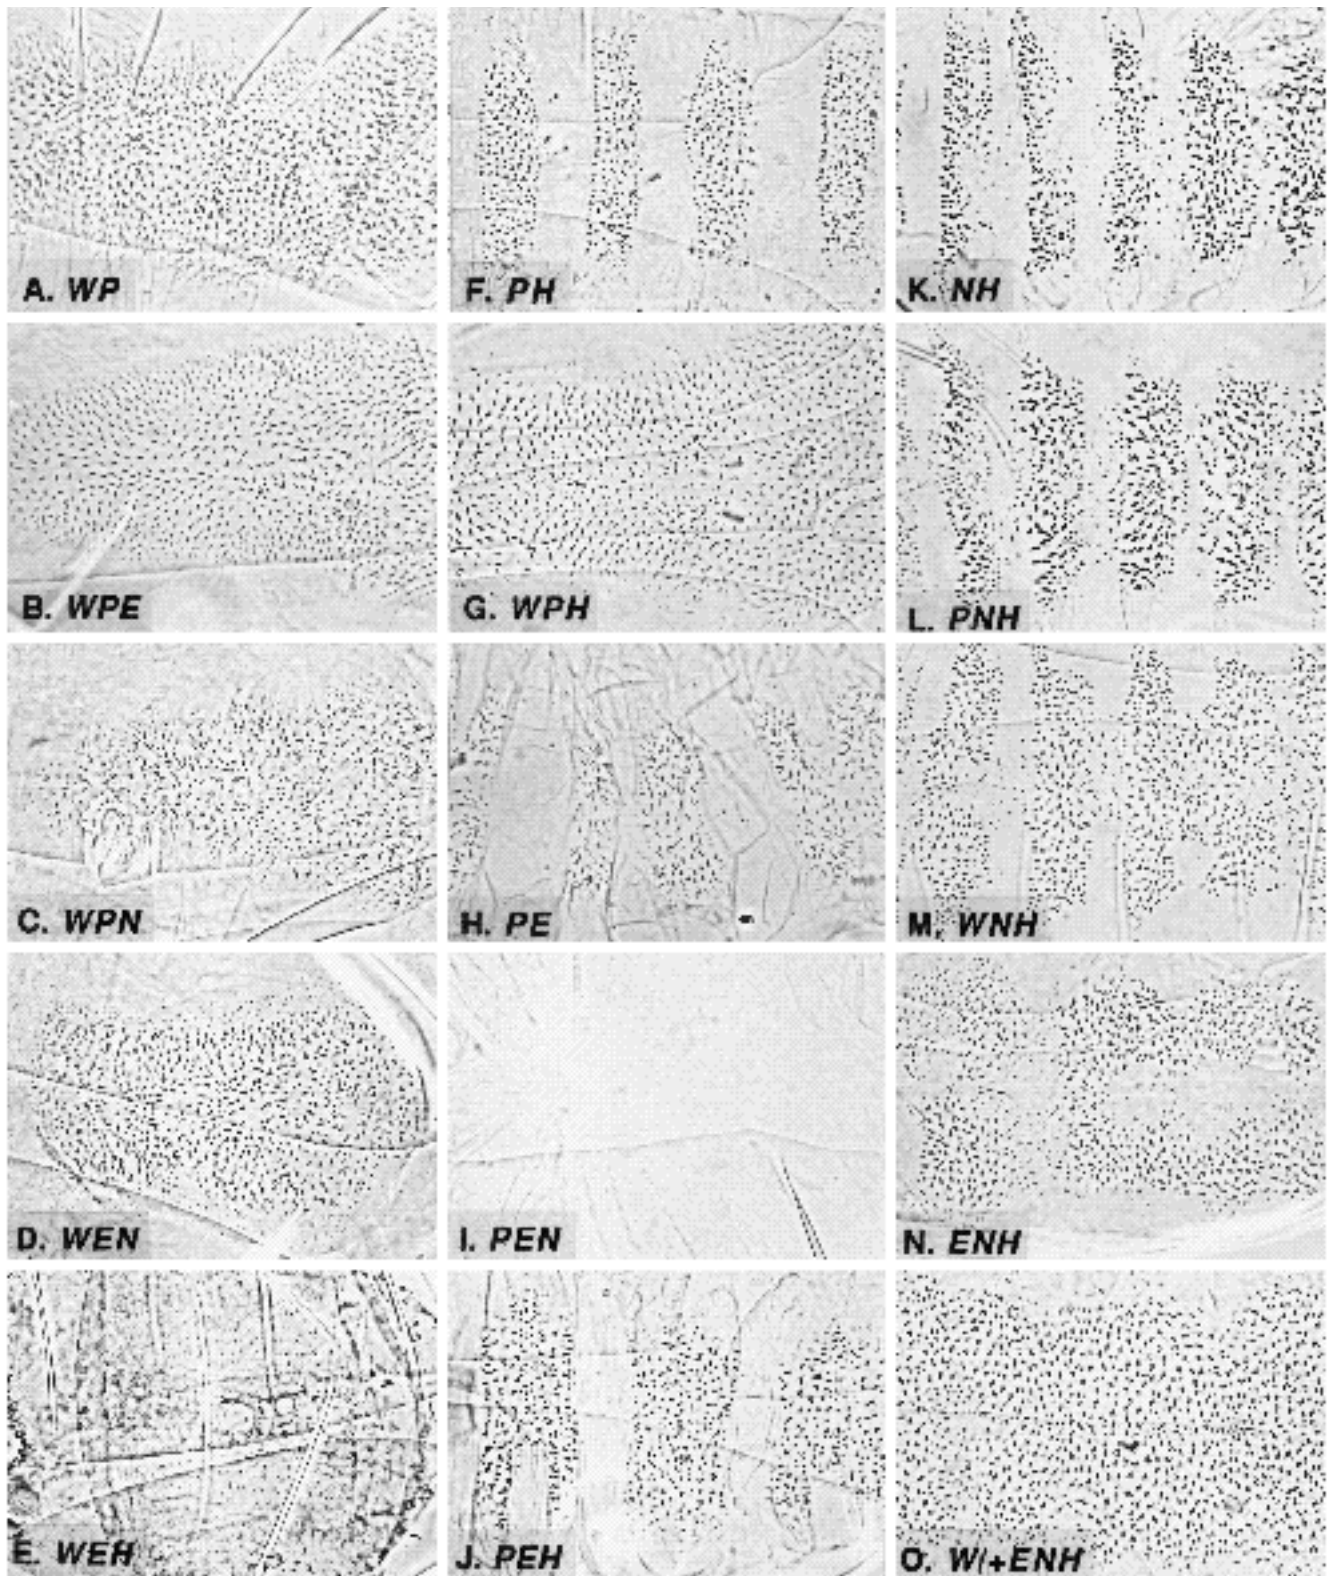 A. WP
F. PH
K. NH
B. WPE
G. WPH
L. PNH
C. WPN
H. PE
M. WNH
D. WEN
I. PEN
N. ENH
E. WEH
J. PEH
O. W/+ENH